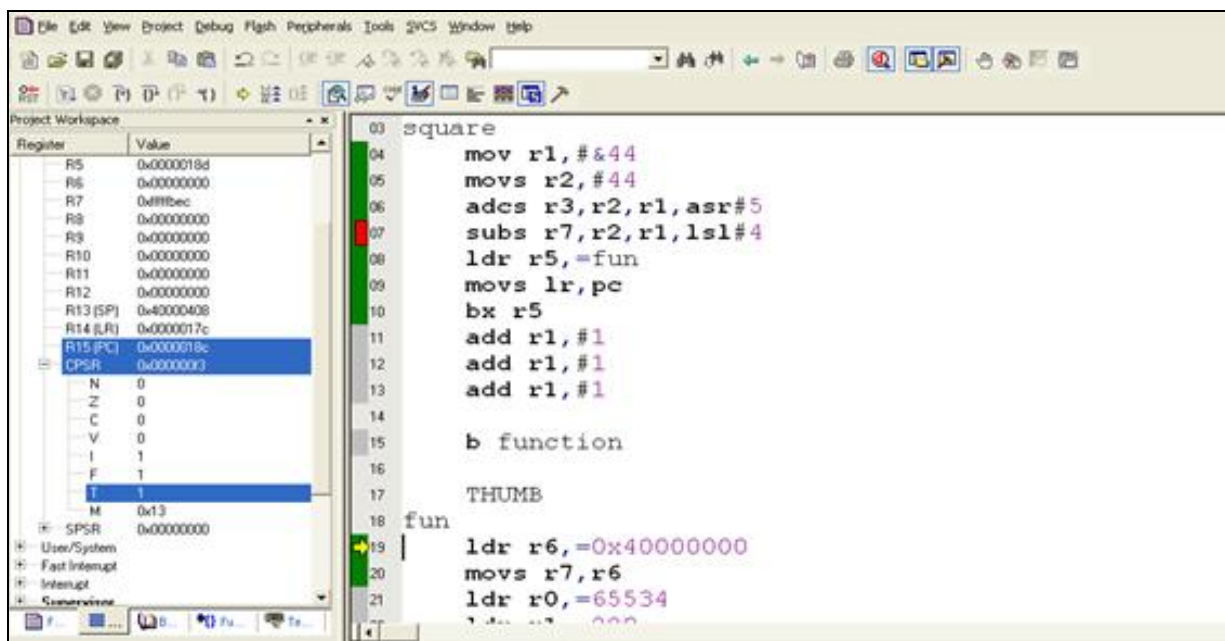 File Edit View Project Debug Flash Peripherals Tools SVCS Window Help
Project Workspace
Register Value
R5 0x0000018d
R6 0x00000000
R7 0xfffffbec
R8 0x00000000
R9 0x00000000
R10 0x00000000
R11 0x00000000
R12 0x00000000
R13 (SP) 0x40000408
R14 (LR) 0x0000017c
R15 (PC) 0x0000018c
CPSR 0x000000f3
N 0
Z 0
C 0
V 0
I 1
F 1
T 1
M 0x13
SPSR 0x00000000
User/System
Fast Interrupt
Interrupt
Supervisor
03 square
04 mov r1,#&44
05 movs r2,#44
06 adcs r3,r2,r1,asr#5
07 subs r7,r2,r1,lsl#4
08 ldr r5,=fun
09 movs lr,pc
10 bx r5
11 add r1,#1
12 add r1,#1
13 add r1,#1
14
15 b function
16
17 THUMB
18 fun
19 ldr r6,=0x40000000
20 movs r7,r6
21 ldr r0,=65534